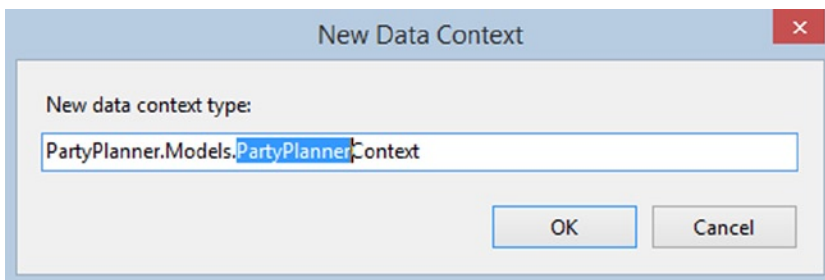 New Data Context
×
New data context type:
PartyPlanner.Models.PartyPlannerContext
OK Cancel